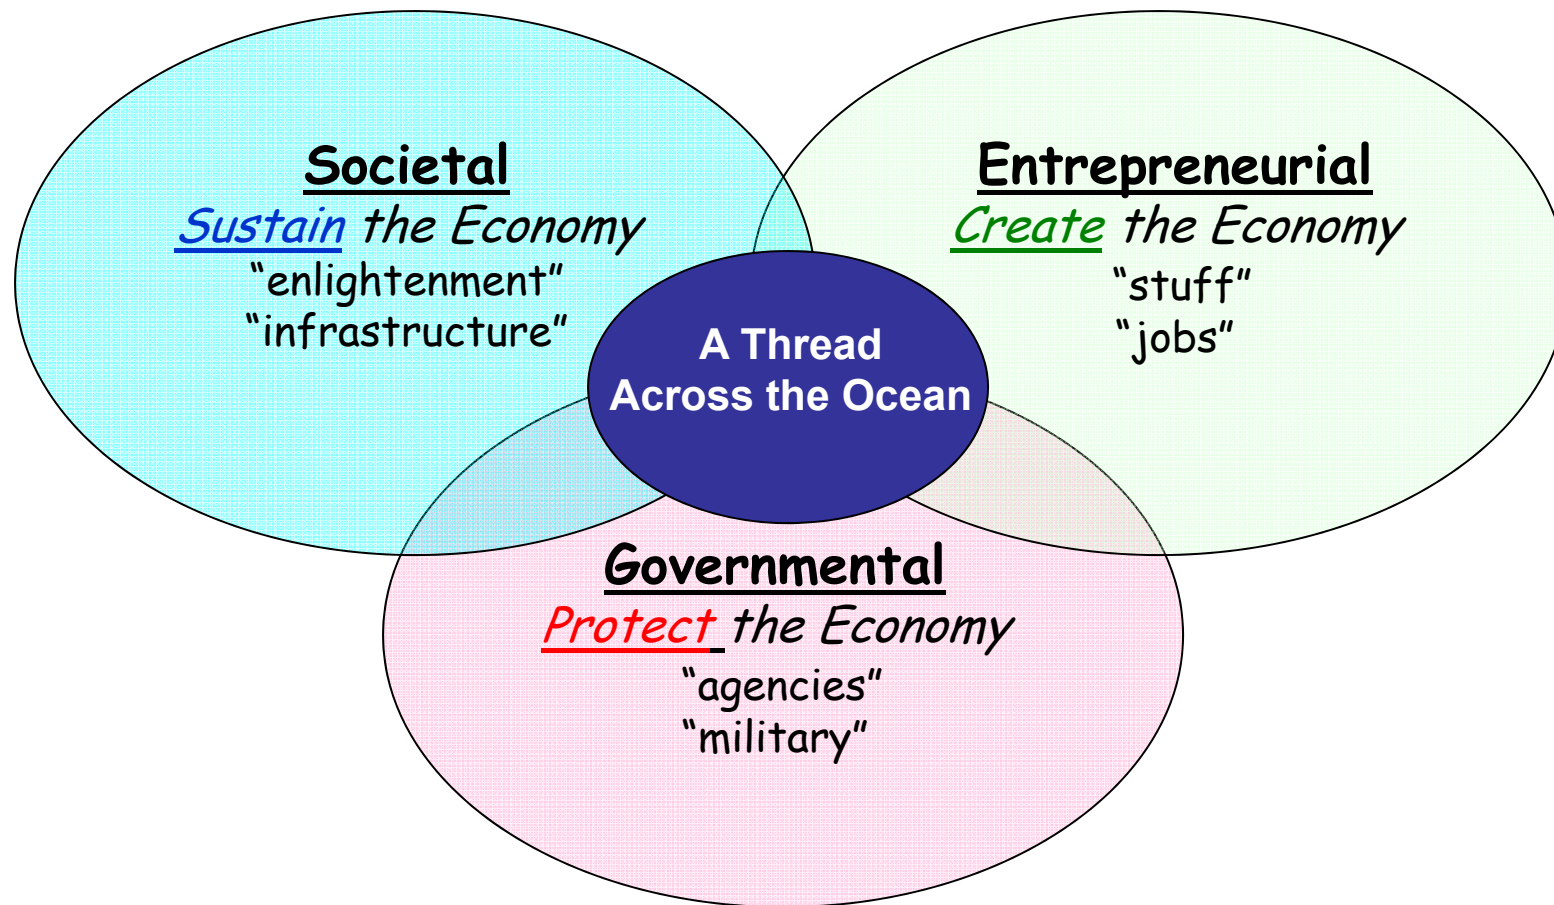 Societal
Sustain the Economy
“enlightenment”
“infrastructure”
Entrepreneurial
Create the Economy
“stuff”
“jobs”
A Thread
Across the Ocean
Governmental
Protect the Economy
“agencies”
“military”